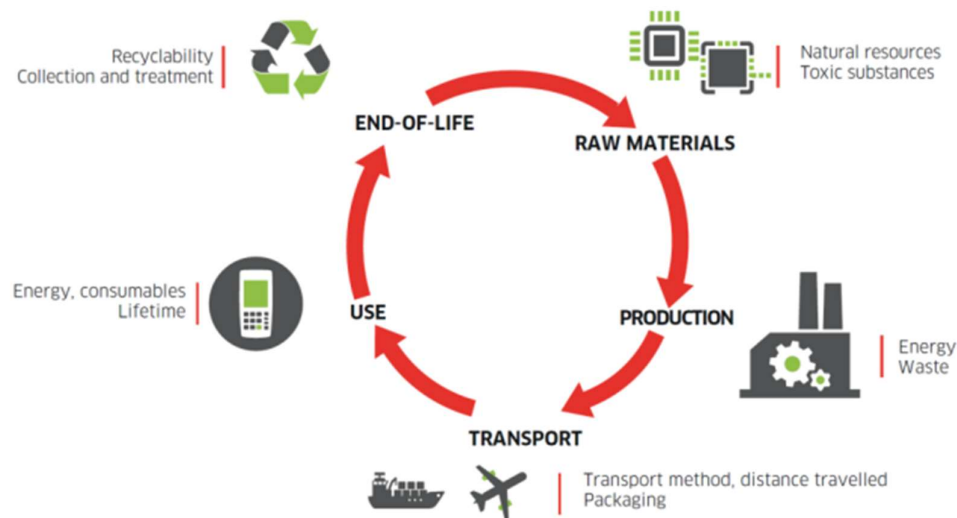 Recyclability
Collection and treatment
Natural resources
Toxic substances
END-OF-LIFE
RAW MATERIALS
Energy, consumables
Lifetime
USE
PRODUCTION
Energy
Waste
TRANSPORT
Transport method, distance travelled
Packaging